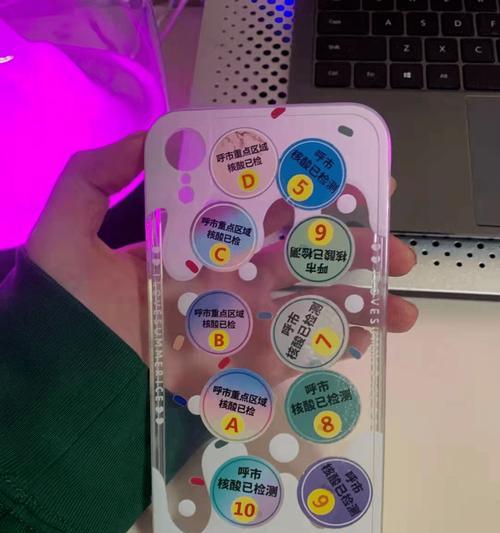 呼市重点区域
核酸已检
D
呼市
核酸已检测
5
呼市重点区域
核酸已检
C
呼市
核酸已检测
6
呼市重点区域
核酸已检
B
呼市
核酸已检测
7
呼市重点区域
核酸已检
A
呼市
核酸已检测
8
呼市
核酸已检测
10
呼市
核酸已检测
9
LOVESUMMERICE
LOVES
A S D F
Z X C
Fn Alt